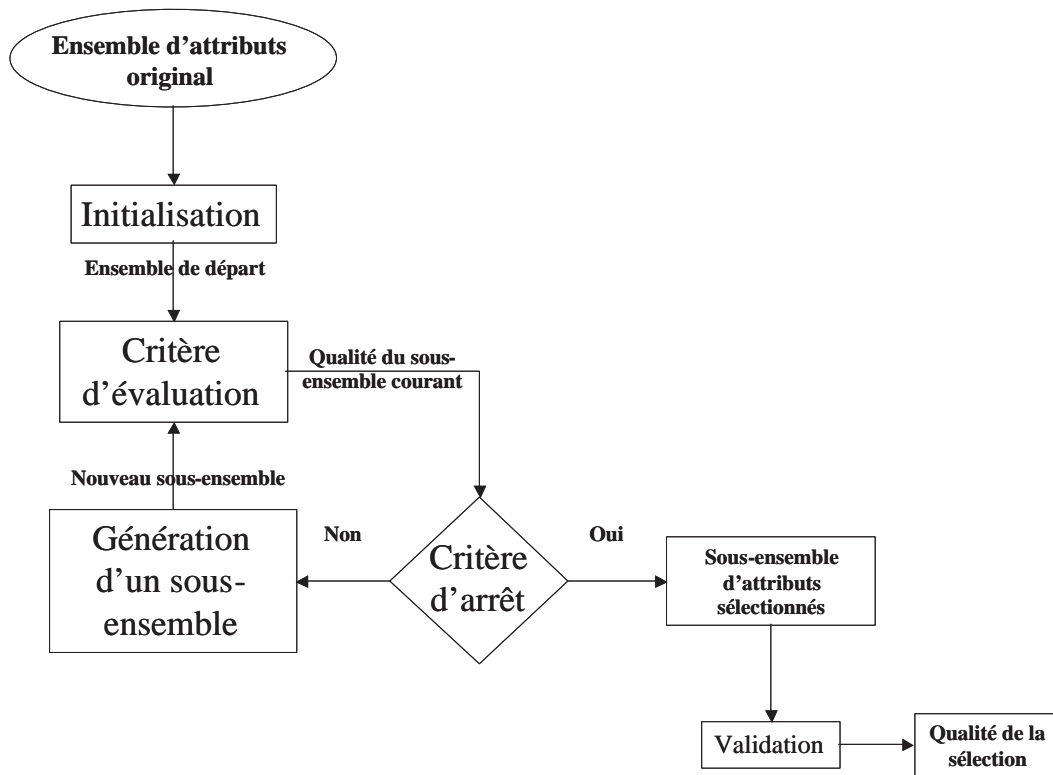 Ensemble d’attributs
original
Initialisation
Ensemble de départ
Critère
d’évaluation
Qualité du sous-
ensemble courant
Nouveau sous-ensemble
Génération
d’un sous-
ensemble
Non
Critère
d’arrêt
Oui
Sous-ensemble
d’attributs
sélectionnés
Validation
Qualité de la
sélection